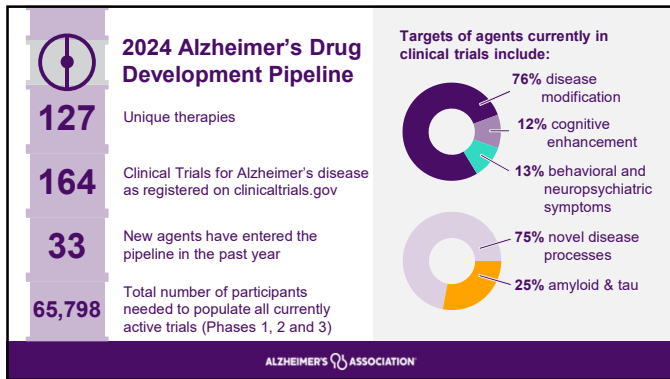 2024 Alzheimer's Drug
Development Pipeline
127
Unique therapies
164
Clinical Trials for Alzheimer's disease
as registered on clinicaltrials.gov
33
New agents have entered the
pipeline in the past year
65,798
Total number of participants
needed to populate all currently
active trials (Phases 1, 2 and 3)
Targets of agents currently in
clinical trials include:
76% disease
modification
12% cognitive
enhancement
13% behavioral and
neuropsychiatric
symptoms
75% novel disease
processes
25% amyloid & tau
ALZHEIMER'S ASSOCIATION